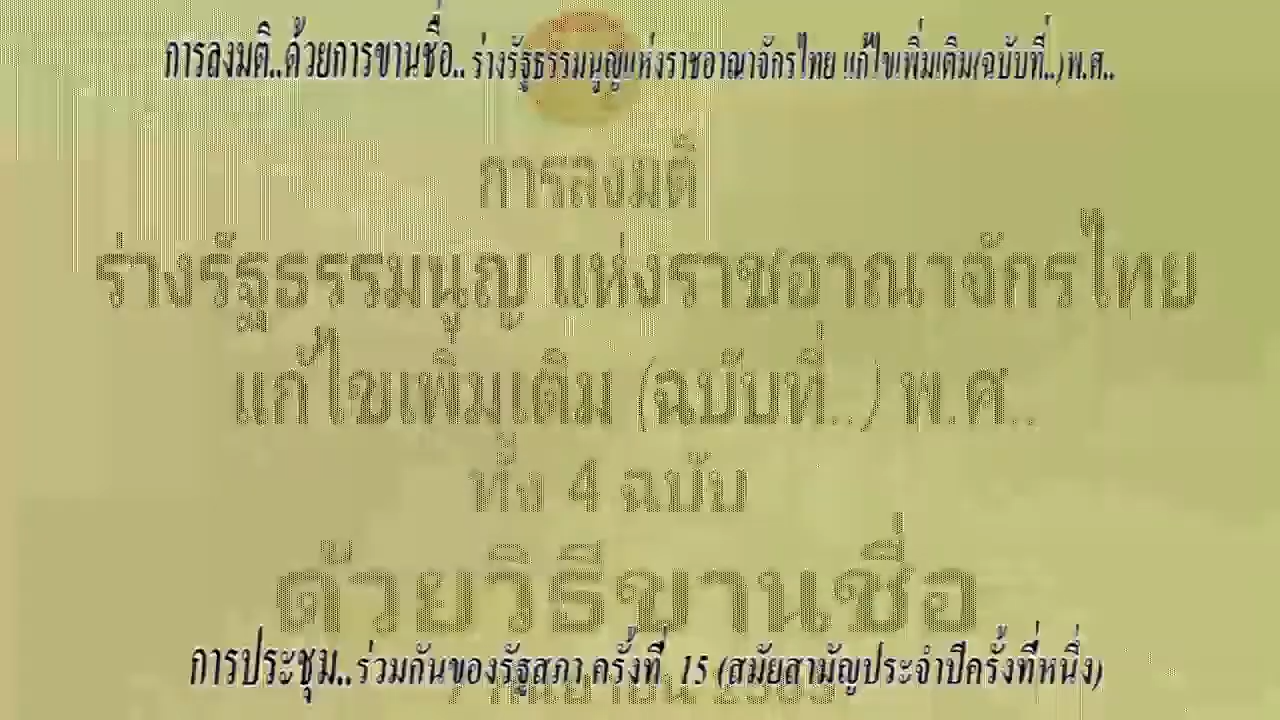 การลงมติ..ด้วยการขานชื่อ.. ร่างรัฐธรรมนูญแห่งราชอาณาจักรไทย แก้ไขเพิ่มเติม(ฉบับที่..)พ.ศ..
การลงมติ
ร่างรัฐธรรมนูญ แห่งราชอาณาจักรไทย
แก้ไขเพิ่มเติม (ฉบับที่..) พ.ศ..
ทั้ง 4 ฉบับ
ด้วยวิธีขานชื่อ
การประชุม..ร่วมกันของรัฐสภา ครั้งที่ 15 (สมัยสามัญประจำปีครั้งที่หนึ่ง)